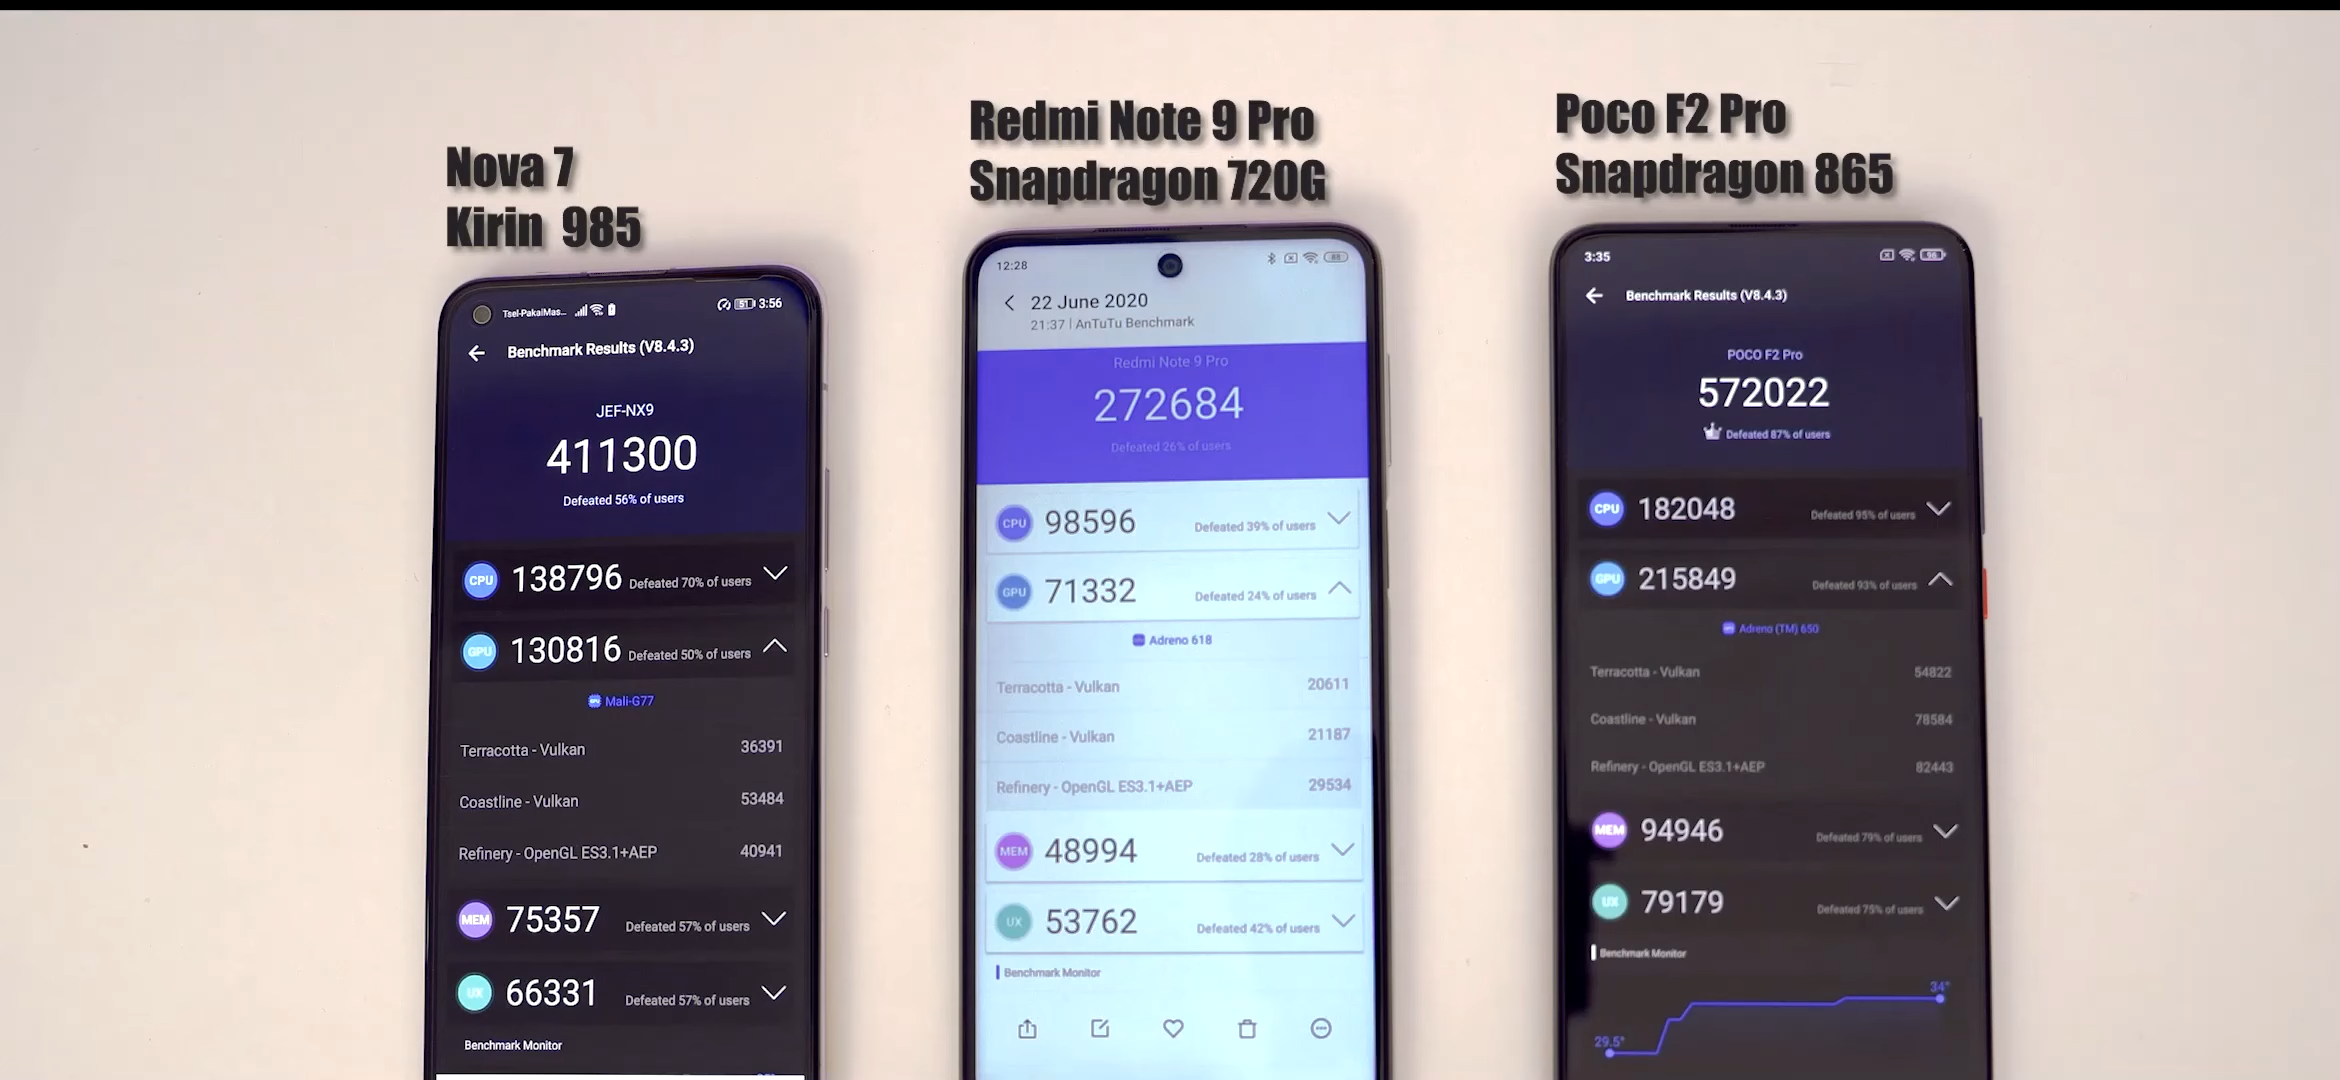 Nova 7
Kirin 985
Tsel-PakaiMas...
51
3:56
Benchmark Results (V8.4.3)
JEF-NX9
411300
Defeated 56% of users
CPU 138796 Defeated 70% of users
GPU 130816 Defeated 50% of users
Mali-G77
Terracotta - Vulkan 36391
Coastline - Vulkan 53484
Refinery - OpenGL ES3.1+AEP 40941
MEM 75357 Defeated 57% of users
UX 66331 Defeated 57% of users
Benchmark Monitor
Redmi Note 9 Pro
Snapdragon 720G
12:28
88
22 June 2020
21:37 | AnTuTu Benchmark
Redmi Note 9 Pro
272684
Defeated 26% of users
CPU 98596 Defeated 39% of users
GPU 71332 Defeated 24% of users
Adreno 618
Terracotta - Vulkan 20611
Coastline - Vulkan 21187
Refinery - OpenGL ES3.1+AEP 29534
MEM 48994 Defeated 28% of users
UX 53762 Defeated 42% of users
Benchmark Monitor
Poco F2 Pro
Snapdragon 865
3:35
Benchmark Results (V8.4.3)
POCO F2 Pro
572022
Defeated 87% of users
CPU 182048 Defeated 95% of users
GPU 215849 Defeated 93% of users
Adreno (TM) 650
Terracotta - Vulkan 54822
Coastline - Vulkan 78584
Refinery - OpenGL ES3.1+AEP 82443
MEM 94946 Defeated 79% of users
UX 79179 Defeated 75% of users
Benchmark Monitor
34°
29.5°